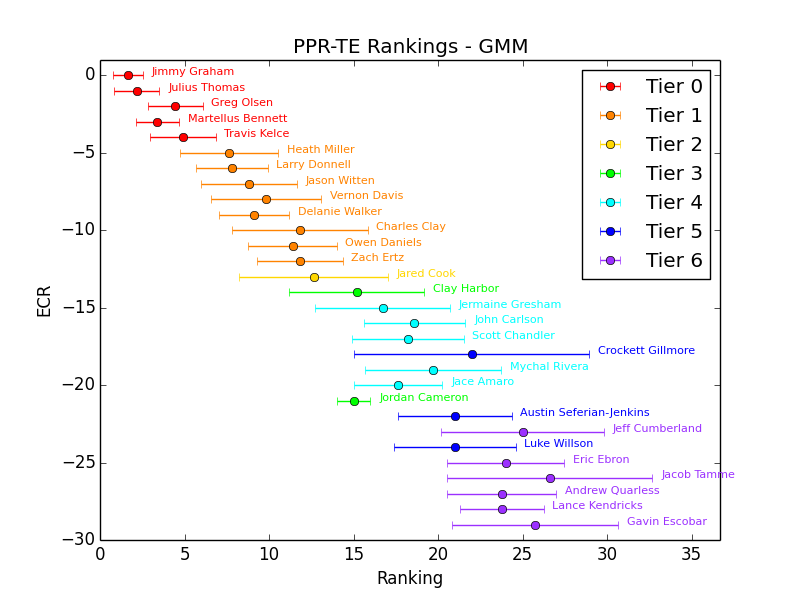 PPR-TE Rankings - GMM
0
Jimmy Graham
Julius Thomas
Greg Olsen
Martellus Bennett
Travis Kelce
−5
Heath Miller
Larry Donnell
Jason Witten
Vernon Davis
Delanie Walker
−10
Charles Clay
Owen Daniels
Zach Ertz
Jared Cook
Clay Harbor
−15
Jermaine Gresham
John Carlson
Scott Chandler
Crockett Gillmore
Mychal Rivera
−20
Jace Amaro
Jordan Cameron
Austin Seferian-Jenkins
Jeff Cumberland
Luke Willson
−25
Eric Ebron
Jacob Tamme
Andrew Quarless
Lance Kendricks
Gavin Escobar
−30
Tier 0
Tier 1
Tier 2
Tier 3
Tier 4
Tier 5
Tier 6
ECR
0 5 10 15 20 25 30 35
Ranking